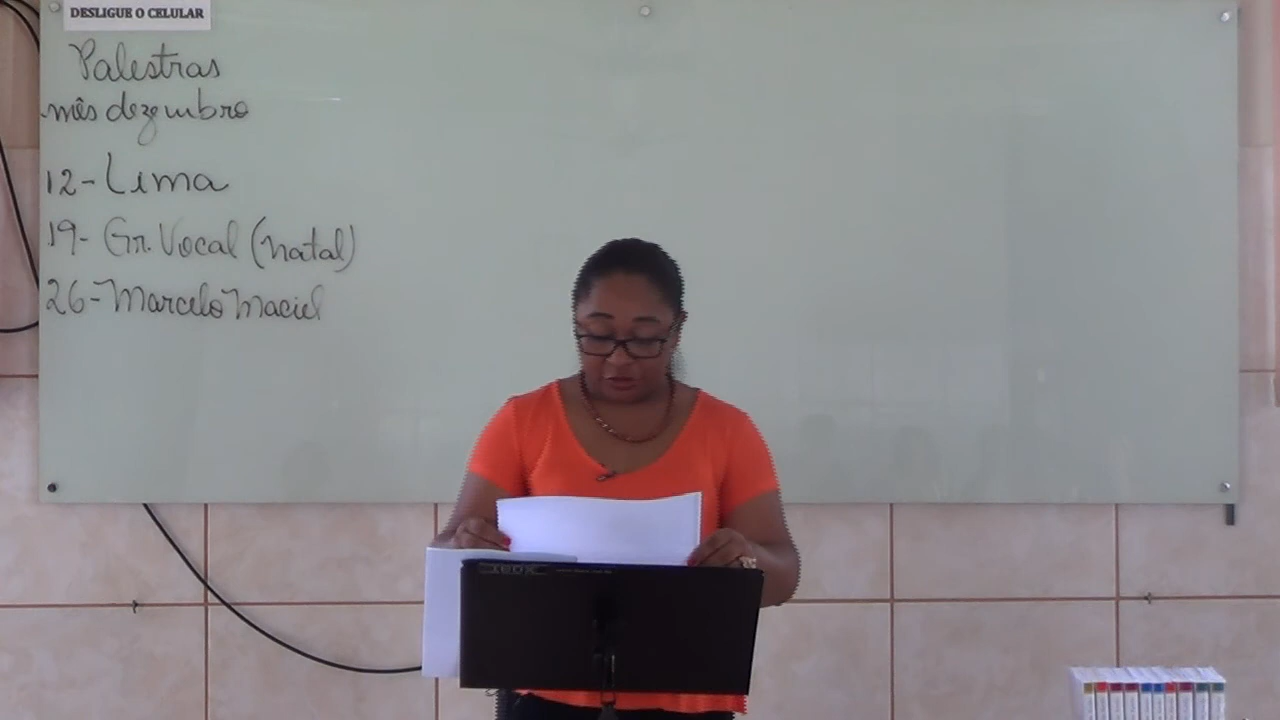 DESLIGUE O CELULAR
Palestras
mês dezembro
12- Lima
19- Gr. Vocal (natal)
26- Marcelo Maciel